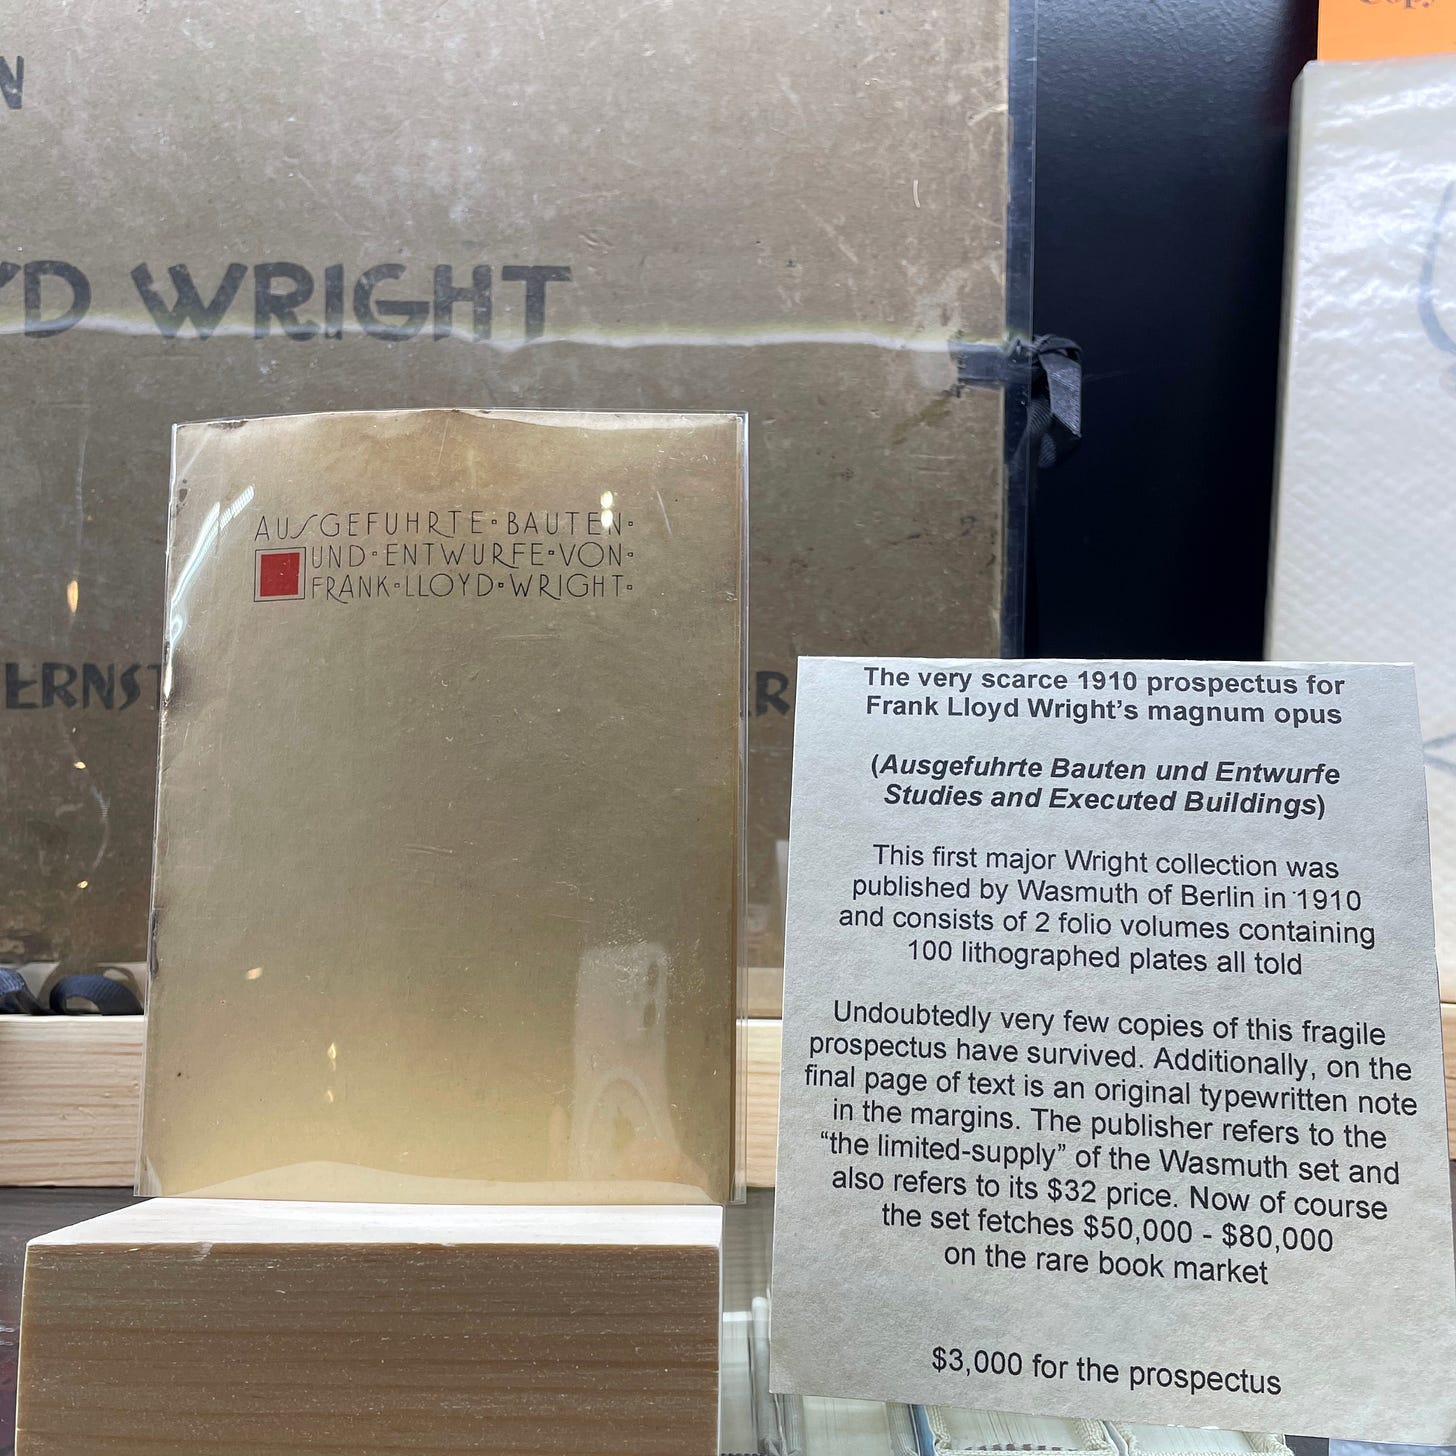 N
YD WRIGHT
AUSGEFUHRTE·BAUTEN·
UND·ENTWURFE·VON·
FRANK·LLOYD·WRIGHT·
ERNST
The very scarce 1910 prospectus for
Frank Lloyd Wright's magnum opus
(Ausgefuhrte Bauten und Entwurfe
Studies and Executed Buildings)
This first major Wright collection was
published by Wasmuth of Berlin in 1910
and consists of 2 folio volumes containing
100 lithographed plates all told
Undoubtedly very few copies of this fragile
prospectus have survived. Additionally, on the
final page of text is an original typewritten note
in the margins. The publisher refers to the
“the limited-supply” of the Wasmuth set and
also refers to its $32 price. Now of course
the set fetches $50,000 - $80,000
on the rare book market
$3,000 for the prospectus